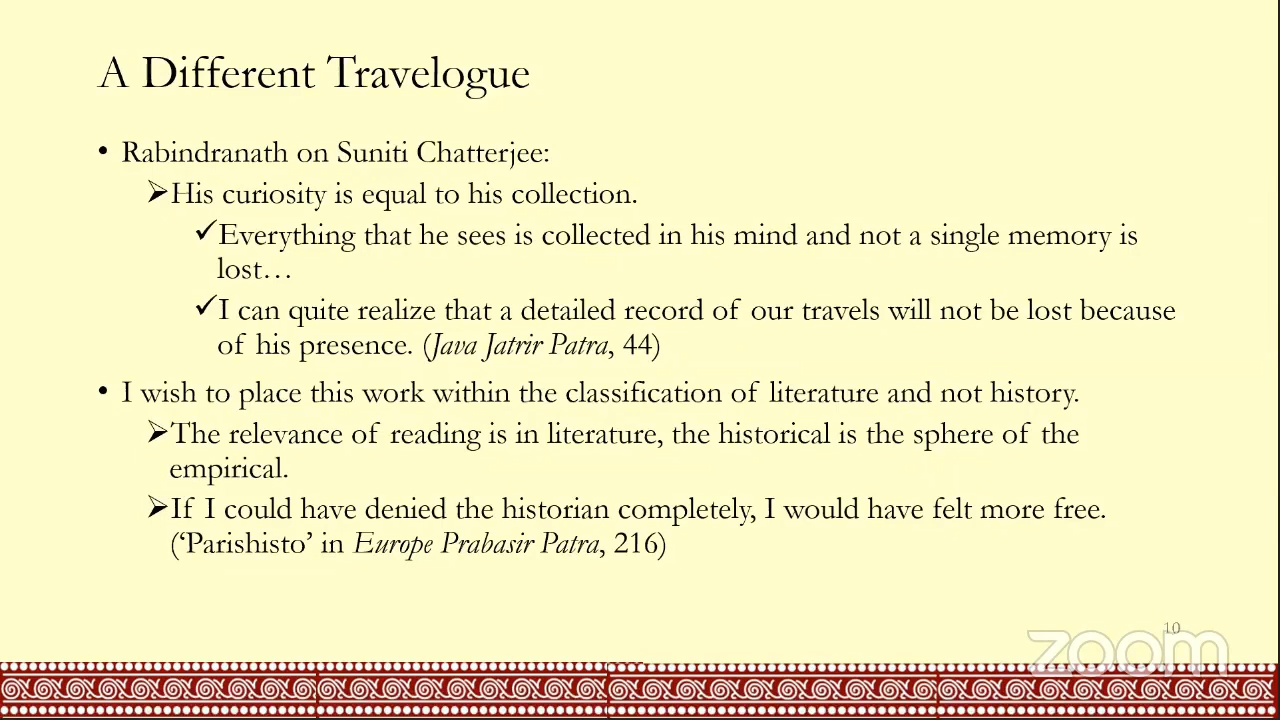 A Different Travelogue
• Rabindranath on Suniti Chatterjee:
➢His curiosity is equal to his collection.
✓Everything that he sees is collected in his mind and not a single memory is
lost…
✓I can quite realize that a detailed record of our travels will not be lost because
of his presence. (Java Jatrir Patra, 44)
• I wish to place this work within the classification of literature and not history.
➢The relevance of reading is in literature, the historical is the sphere of the
empirical.
➢If I could have denied the historian completely, I would have felt more free.
(‘Parishisto’ in Europe Prabasir Patra, 216)
10
zoom